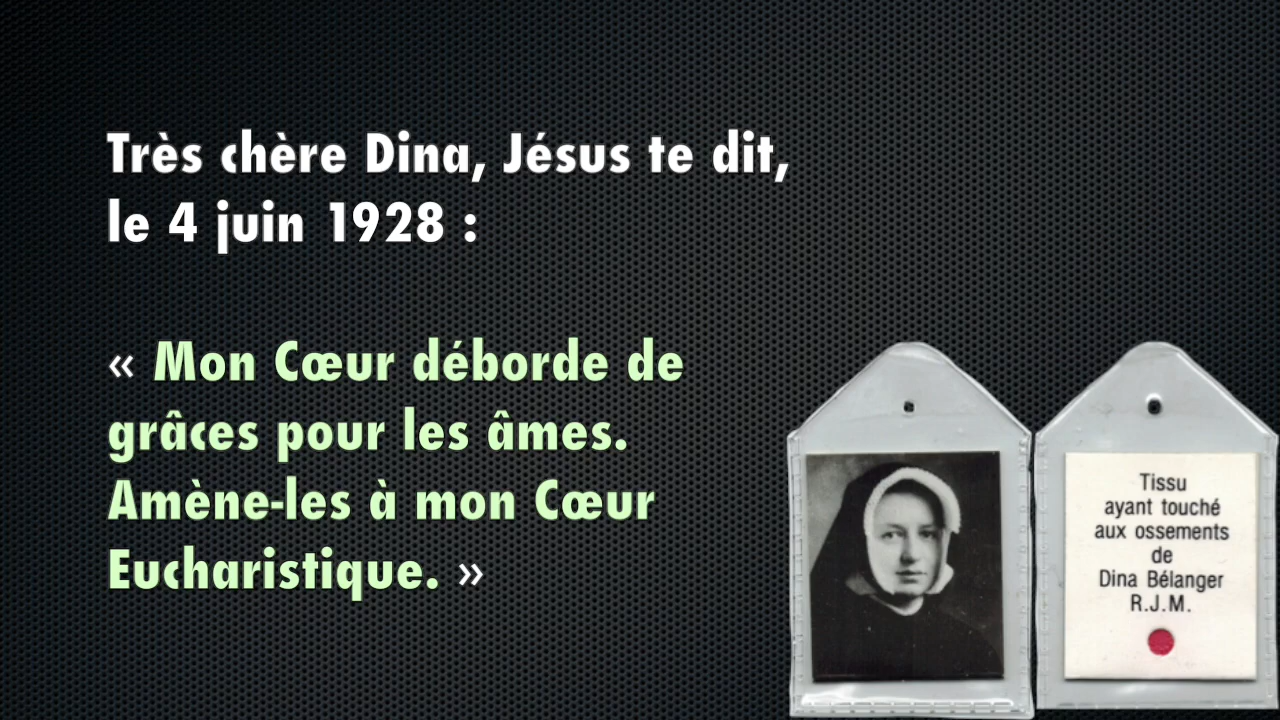 Très chère Dina, Jésus te dit,
le 4 juin 1928 :
« Mon Cœur déborde de
grâces pour les âmes.
Amène-les à mon Cœur
Eucharistique. »
Tissu
ayant touché
aux ossements
de
Dina Bélanger
R.J.M.